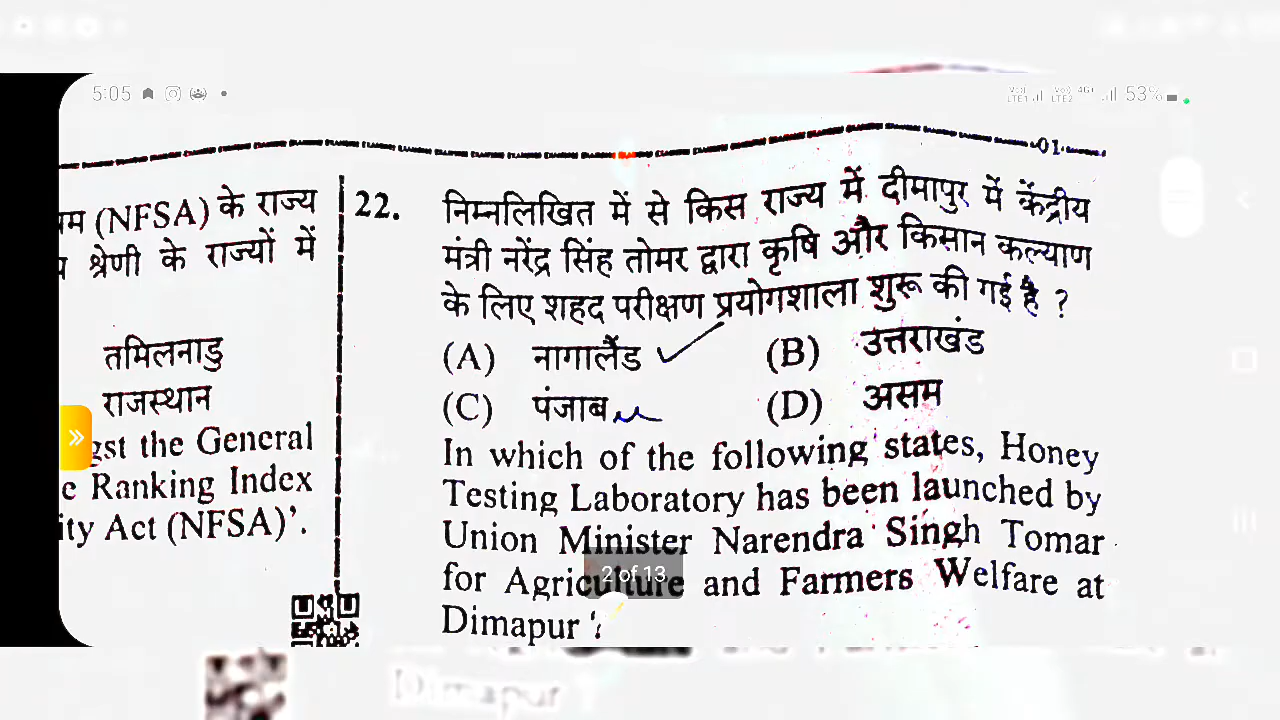 5:05
53%
01
यम (NFSA) के राज्य
श्रेणी के राज्यों में
तमिलनाडु
राजस्थान
gst the General
e Ranking Index
ity Act (NFSA)’.
22. निम्नलिखित में से किस राज्य में दीमापुर में केंद्रीय
मंत्री नरेंद्र सिंह तोमर द्वारा कृषि और किसान कल्याण
के लिए शहद परीक्षण प्रयोगशाला शुरू की गई है ?
(A) नागालैंड (B) उत्तराखंड
(C) पंजाब (D) असम
In which of the following states, Honey
Testing Laboratory has been launched by
Union Minister Narendra Singh Tomar
for Agriculture and Farmers Welfare at
Dimapur ?
2 of 13
Dimapur